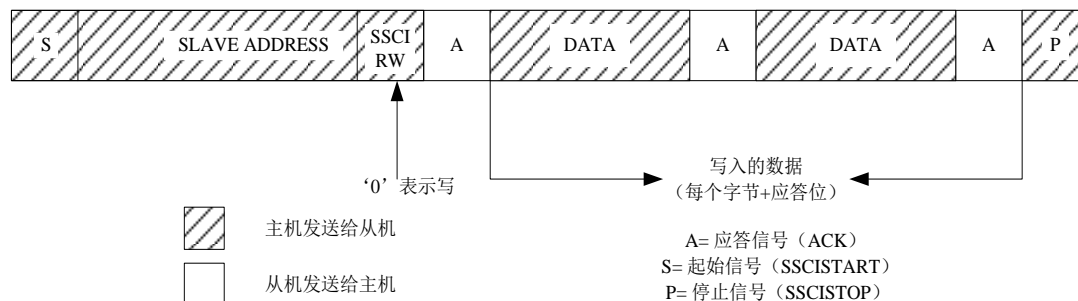 S SLAVE ADDRESS SSCI RW A DATA A DATA A P
‘0’表示写
写入的数据
（每个字节+应答位）
主机发送给从机
从机发送给主机
A= 应答信号（ACK）
S= 起始信号（SSCISTART）
P= 停止信号（SSCISTOP）